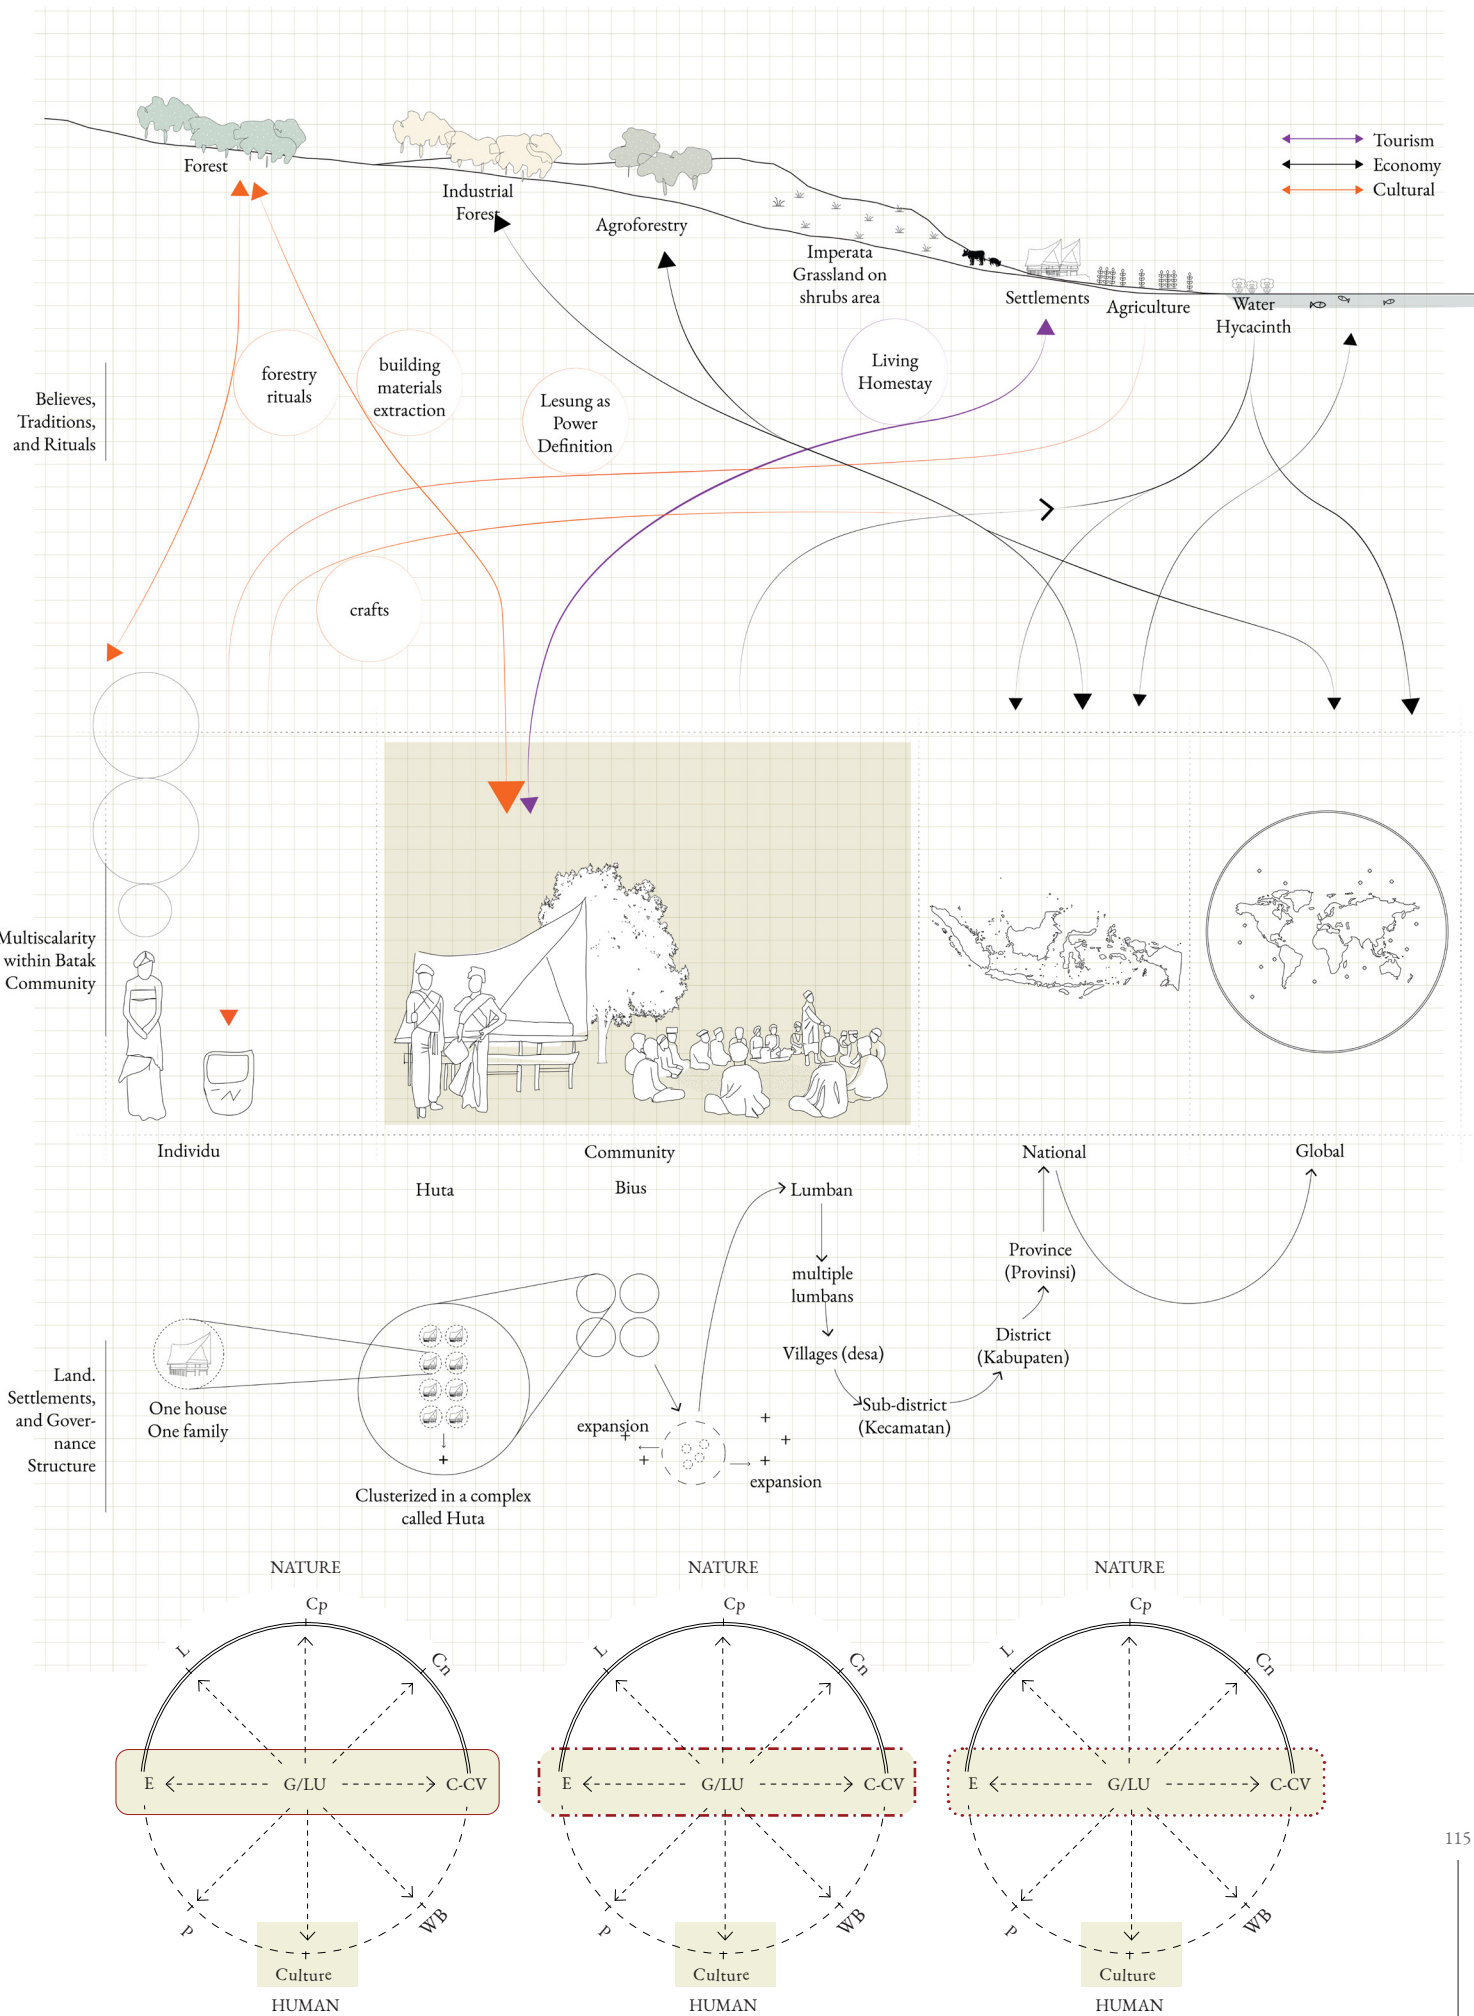 Tourism
Economy
Cultural
Forest
Industrial
Forest
Agroforestry
Imperata
Grassland on
shrubs area
Settlements
Agriculture
Water
Hycacinth
Believes,
Traditions,
and Rituals
forestry
rituals
building
materials
extraction
Lesung as
Power
Definition
Living
Homestay
crafts
Multiscalarity
within Batak
Community
Individu
Community
National
Global
Huta
Bius
Lumban
multiple
lumbans
Villages (desa)
Sub-district
(Kecamatan)
District
(Kabupaten)
Province
(Provinsi)
Land.
Settlements,
and Gover-
nance
Structure
One house
One family
+
Clusterized in a complex
called Huta
expansion
+
+
+
+
+
expansion
NATURE
Cp
L
Cn
E
G/LU
C-CV
P
WB
Culture
HUMAN
NATURE
Cp
L
Cn
E
G/LU
C-CV
P
WB
Culture
HUMAN
NATURE
Cp
L
Cn
E
G/LU
C-CV
P
WB
Culture
HUMAN
115